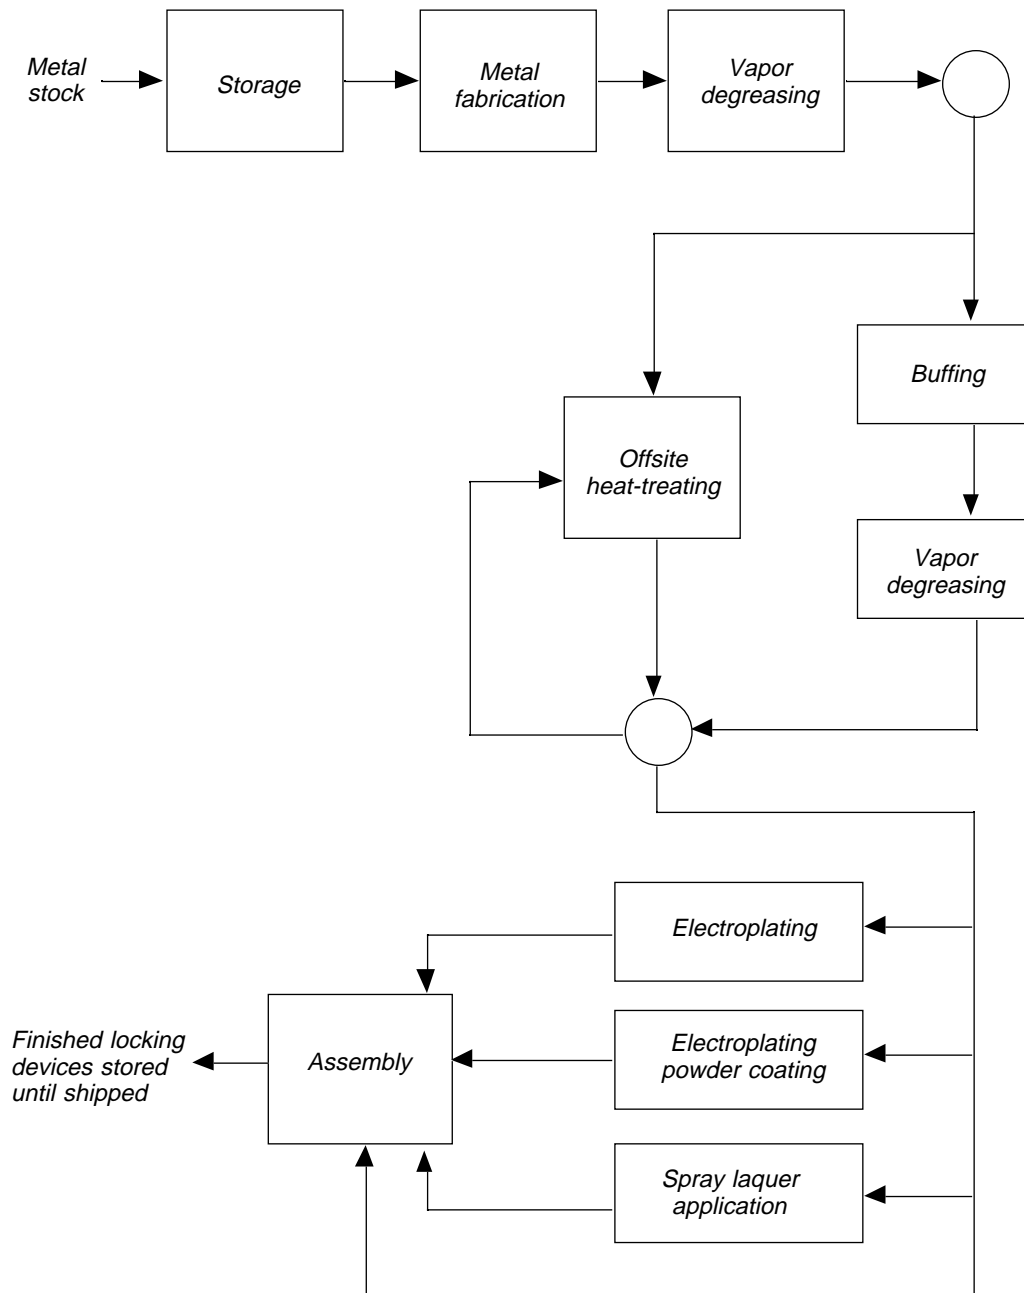 Metal
stock
Storage
Metal
fabrication
Vapor
degreasing
Buffing
Offsite
heat-treating
Vapor
degreasing
Electroplating
Finished locking
devices stored
until shipped
Assembly
Electroplating
powder coating
Spray laquer
application